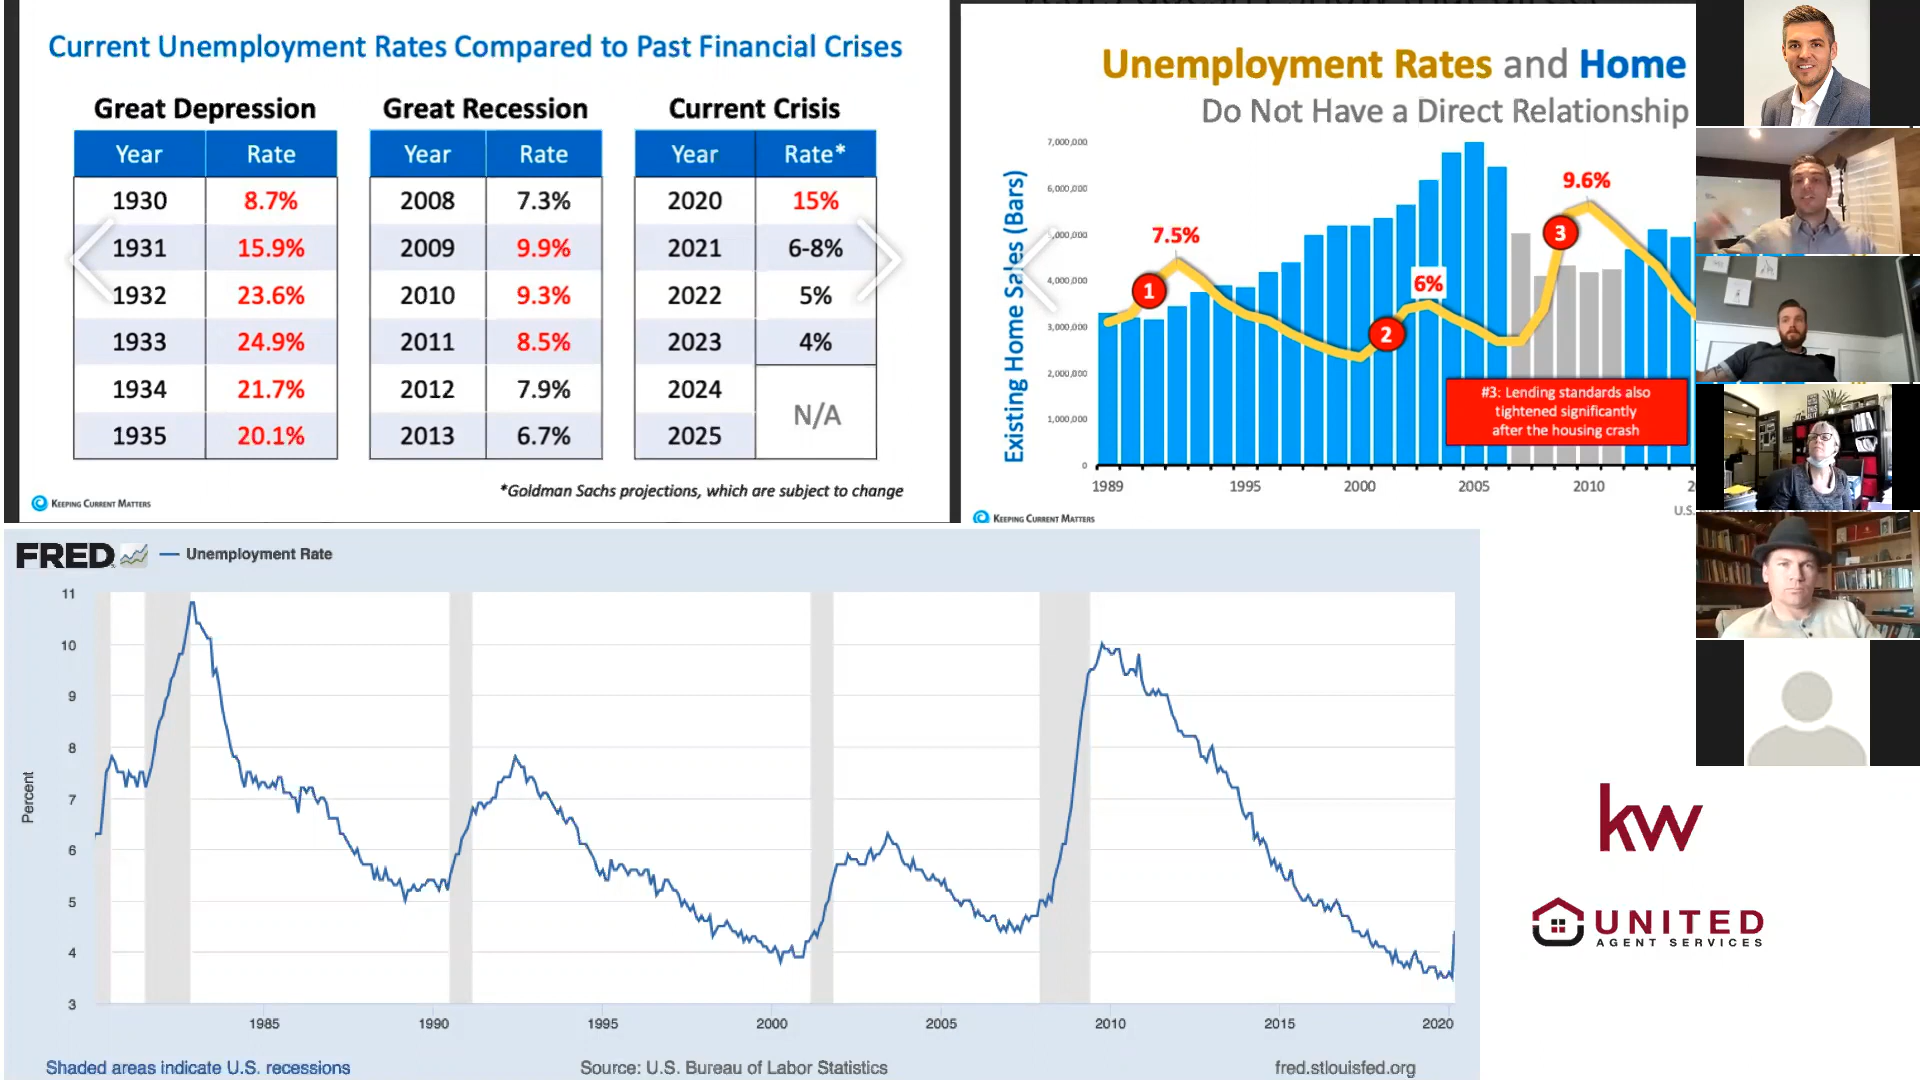 Current Unemployment Rates Compared to Past Financial Crises
Great Depression
Year Rate
1930 8.7%
1931 15.9%
1932 23.6%
1933 24.9%
1934 21.7%
1935 20.1%
Great Recession
Year Rate
2008 7.3%
2009 9.9%
2010 9.3%
2011 8.5%
2012 7.9%
2013 6.7%
Current Crisis
Year Rate*
2020 15%
2021 6-8%
2022 5%
2023 4%
2024
N/A
2025
*Goldman Sachs projections, which are subject to change
KEEPING CURRENT MATTERS
Unemployment Rates and Home
Do Not Have a Direct Relationship
Existing Home Sales (Bars)
7,000,000
6,000,000
5,000,000
4,000,000
3,000,000
2,000,000
1,000,000
0
7.5%
6%
9.6%
1
2
3
#3: Lending standards also
tightened significantly
after the housing crash
1989 1995 2000 2005 2010
KEEPING CURRENT MATTERS
U.S.
FRED
Unemployment Rate
Percent
11
10
9
8
7
6
5
4
3
1985 1990 1995 2000 2005 2010 2015 2020
Shaded areas indicate U.S. recessions
Source: U.S. Bureau of Labor Statistics
fred.stlouisfed.org
kw
UNITED
AGENT SERVICES